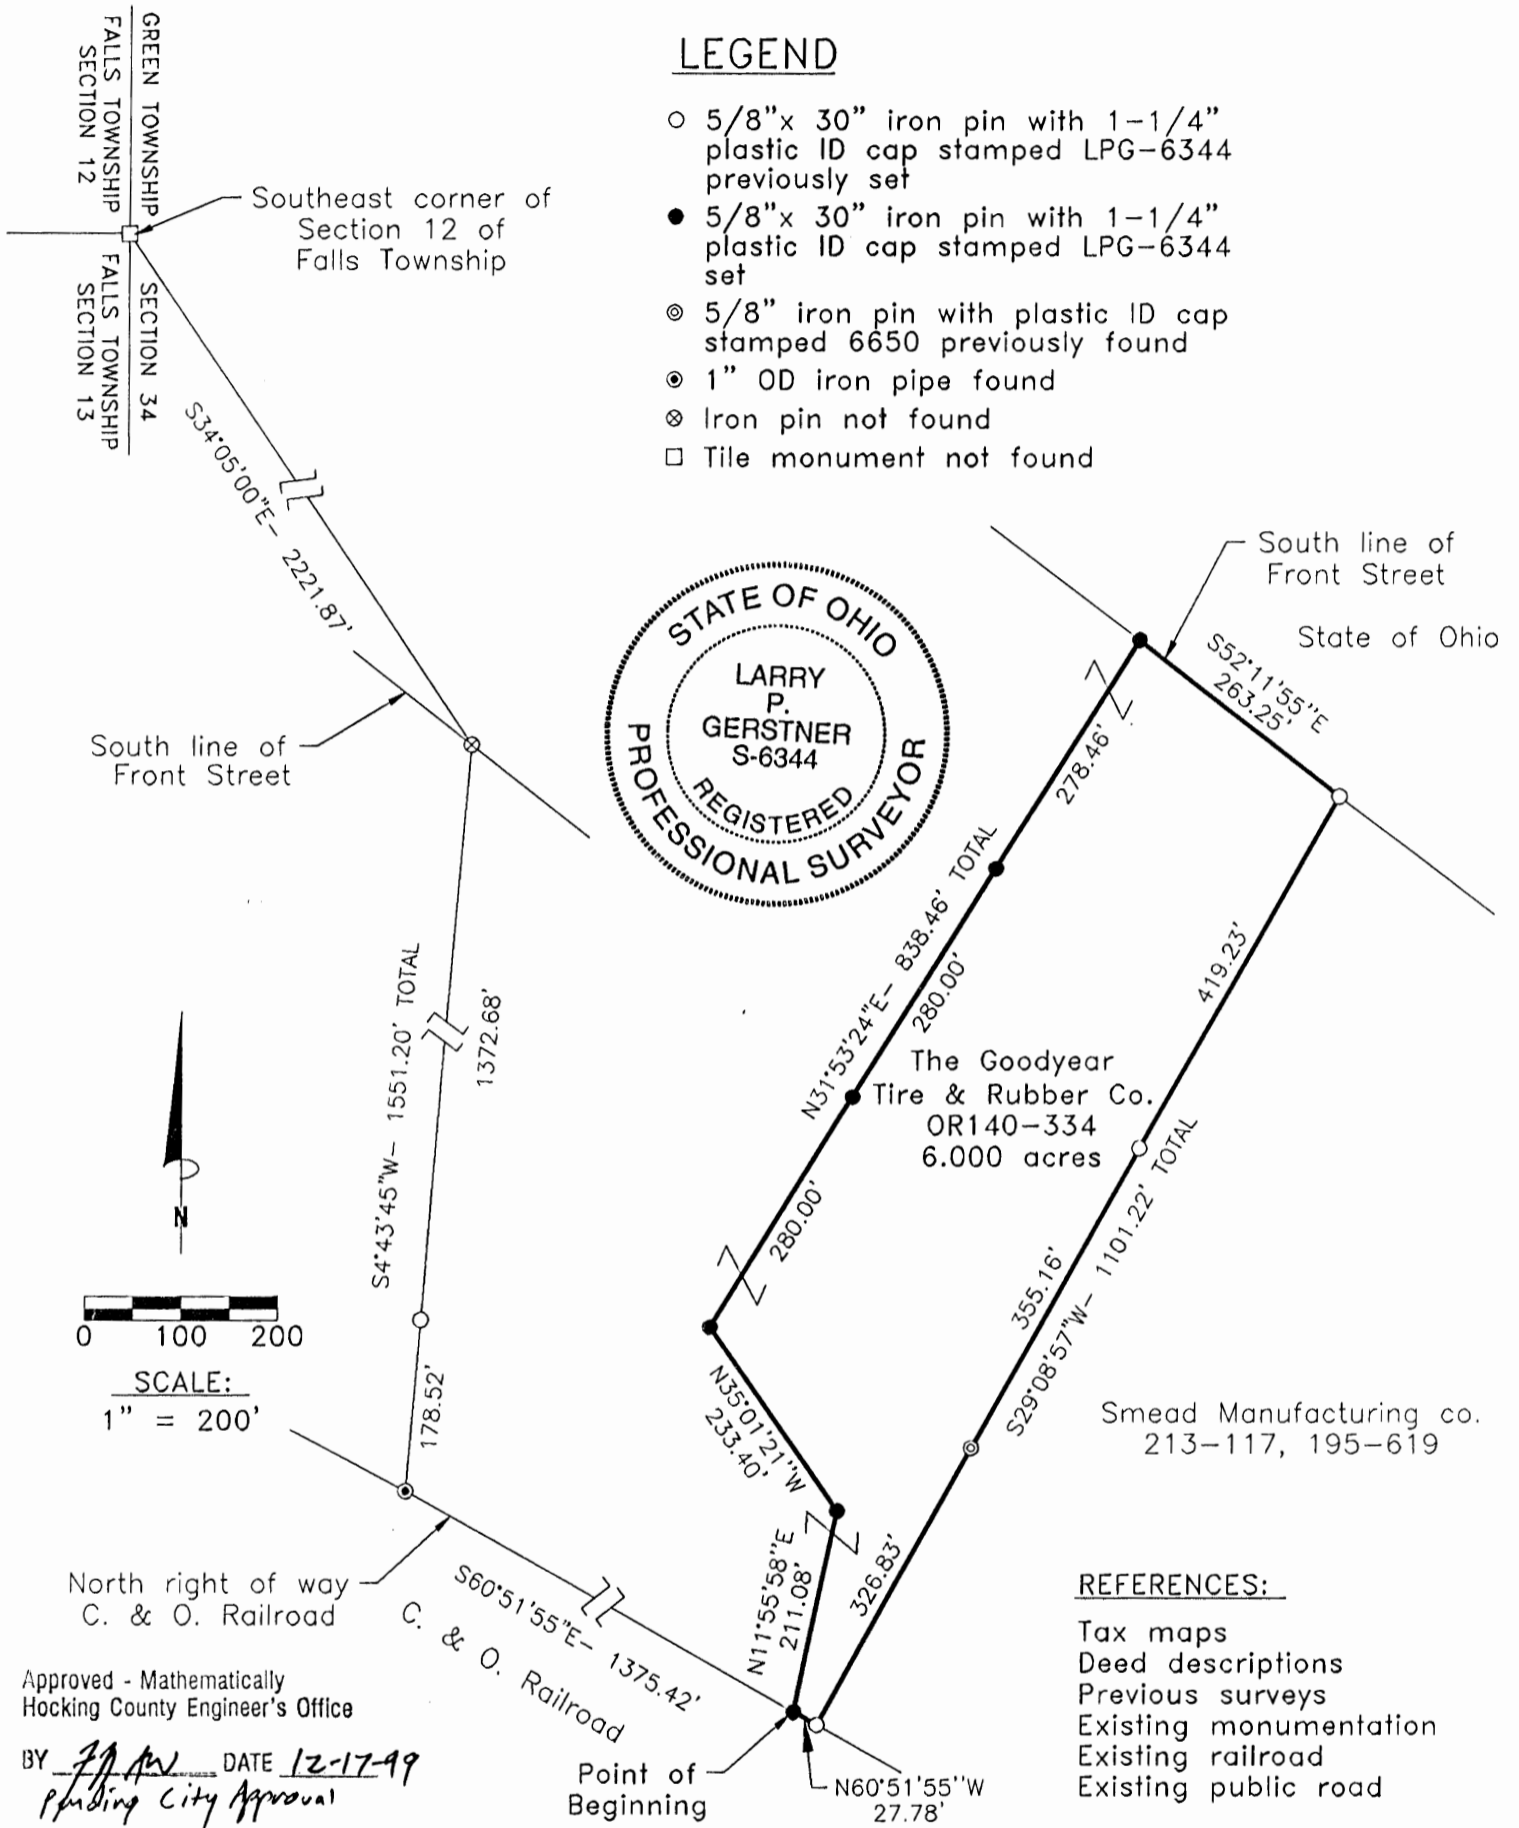 GREEN TOWNSHIP
FALLS TOWNSHIP
SECTION 12
SECTION 34
FALLS TOWNSHIP
SECTION 13
Southeast corner of
Section 12 of
Falls Township
LEGEND
5/8"x 30" iron pin with 1-1/4"
plastic ID cap stamped LPG-6344
previously set
5/8"x 30" iron pin with 1-1/4"
plastic ID cap stamped LPG-6344
set
5/8" iron pin with plastic ID cap
stamped 6650 previously found
1" OD iron pipe found
Iron pin not found
Tile monument not found
S34°05'00"E- 2221.87'
South line of
Front Street
South line of
Front Street
State of Ohio
S52°11'55"E
263.25'
STATE OF OHIO
LARRY
P.
GERSTNER
S-6344
REGISTERED
PROFESSIONAL SURVEYOR
278.46'
N31°53'24"E- 838.46' TOTAL
280.00'
280.00'
419.23'
The Goodyear
Tire & Rubber Co.
OR140-334
6.000 acres
S4°43'45"W- 1551.20' TOTAL
1372.68'
178.52'
N
0 100 200
SCALE:
1" = 200'
355.16'
S29°08'57"W- 1101.22' TOTAL
326.83'
Smead Manufacturing co.
213-117, 195-619
N35°01'21"W
233.40'
N11°55'58"E
211.08'
North right of way
C. & O. Railroad
S60°51'55"E- 1375.42'
C. & O. Railroad
Point of
Beginning
N60°51'55"W
27.78'
REFERENCES:
Tax maps
Deed descriptions
Previous surveys
Existing monumentation
Existing railroad
Existing public road
Approved - Mathematically
Hocking County Engineer's Office
BY DATE 12-17-99
Pending City Approval